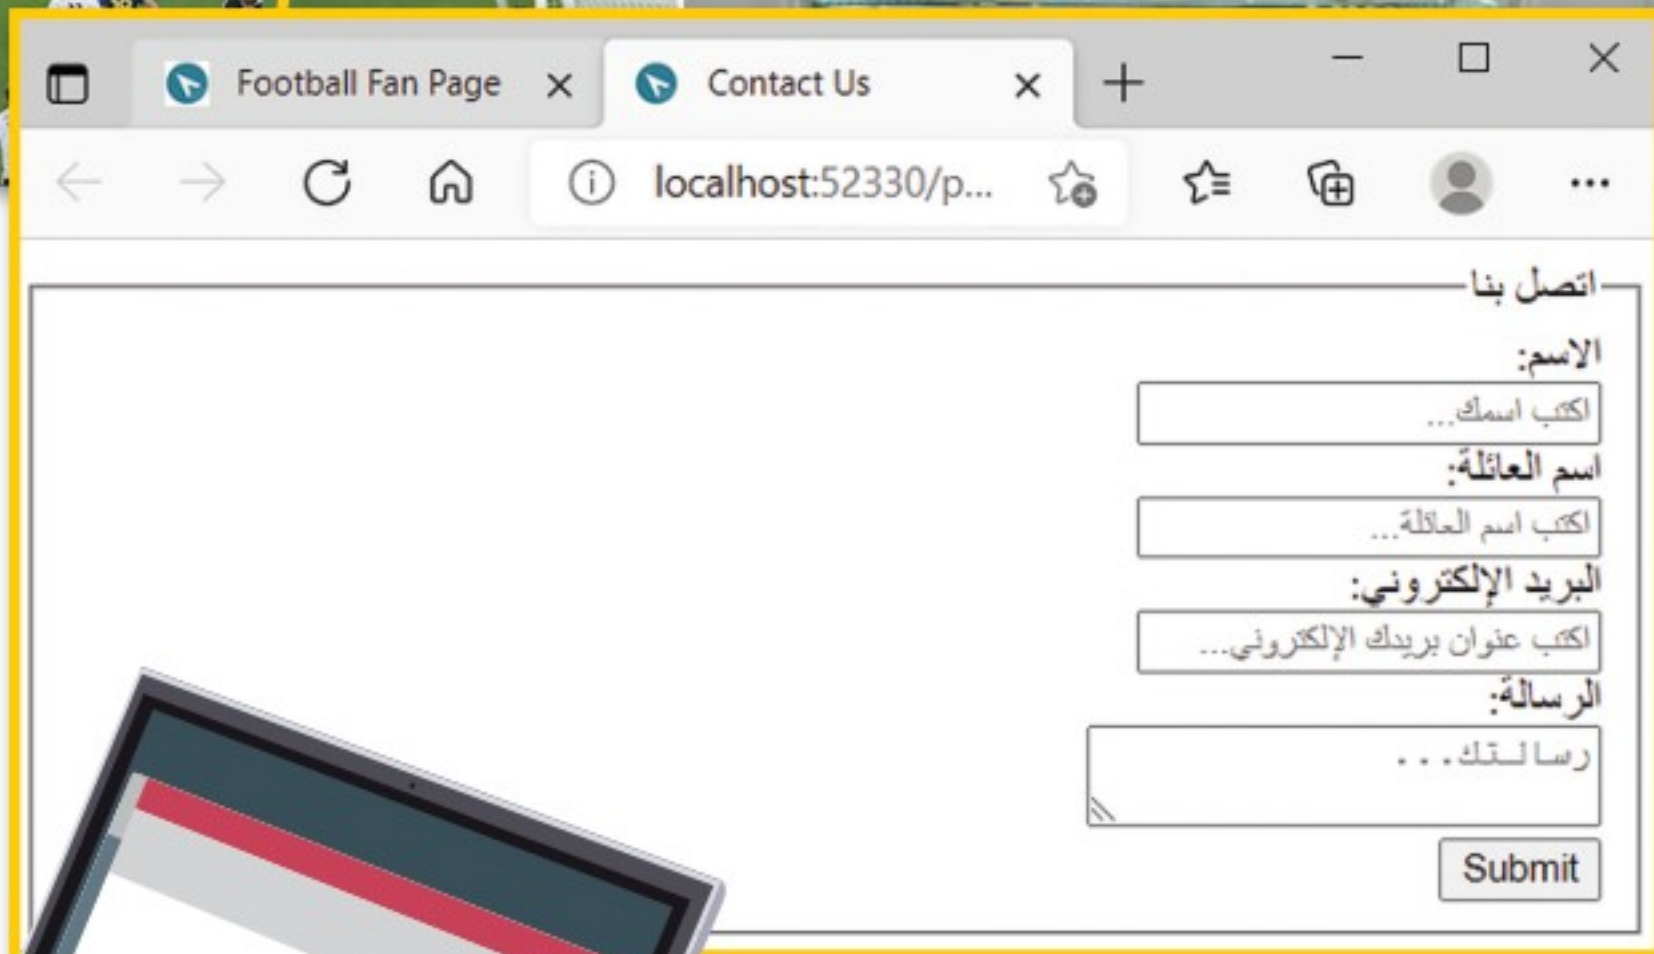 Football Fan Page
Contact Us
localhost:52330/p...
اتصل بنا
الاسم:
اكتب اسمك...
اسم العائلة:
اكتب اسم العائلة...
البريد الإلكتروني:
اكتب عنوان بريدك الإلكتروني...
الرسالة:
رسالتك...
Submit